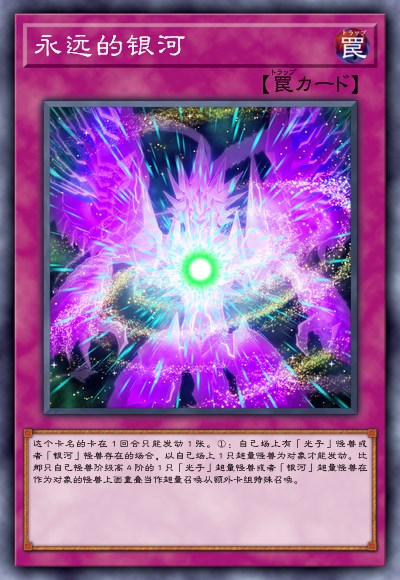 永远的银河
トラップ
罠
トラップ
【罠カード】
这个卡名的卡在1回合只能发动1张。①：自己场上有「光子」怪兽或
者「银河」怪兽存在的场合，以自己场上1只超量怪兽为对象才能发动。比
那只自己怪兽阶级高4阶的1只「光子」超量怪兽或者「银河」超量怪兽在
作为对象的怪兽上面重叠当作超量召唤从额外卡组特殊召唤。